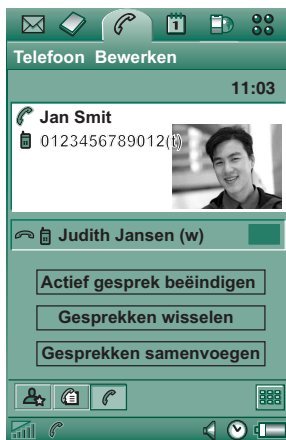 Telefoon Bewerken
11:03
Jan Smit
0123456789012(t)
Judith Jansen (w)
Actief gesprek beëindigen
Gesprekken wisselen
Gesprekken samenvoegen